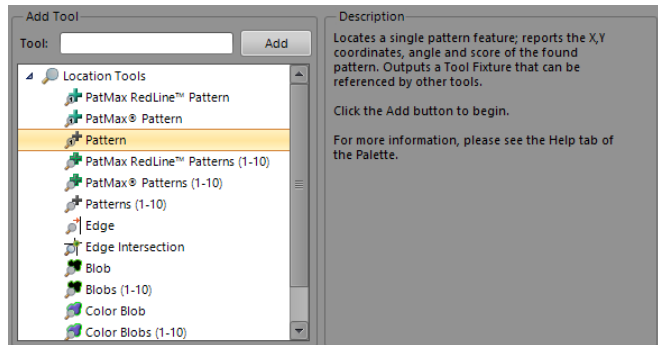 Add Tool
Tool:
Add
Location Tools
PatMax RedLine™ Pattern
PatMax® Pattern
Pattern
PatMax RedLine™ Patterns (1-10)
PatMax® Patterns (1-10)
Patterns (1-10)
Edge
Edge Intersection
Blob
Blobs (1-10)
Color Blob
Color Blobs (1-10)
Description
Locates a single pattern feature; reports the X,Y
coordinates, angle and score of the found
pattern. Outputs a Tool Fixture that can be
referenced by other tools.
Click the Add button to begin.
For more information, please see the Help tab of
the Palette.